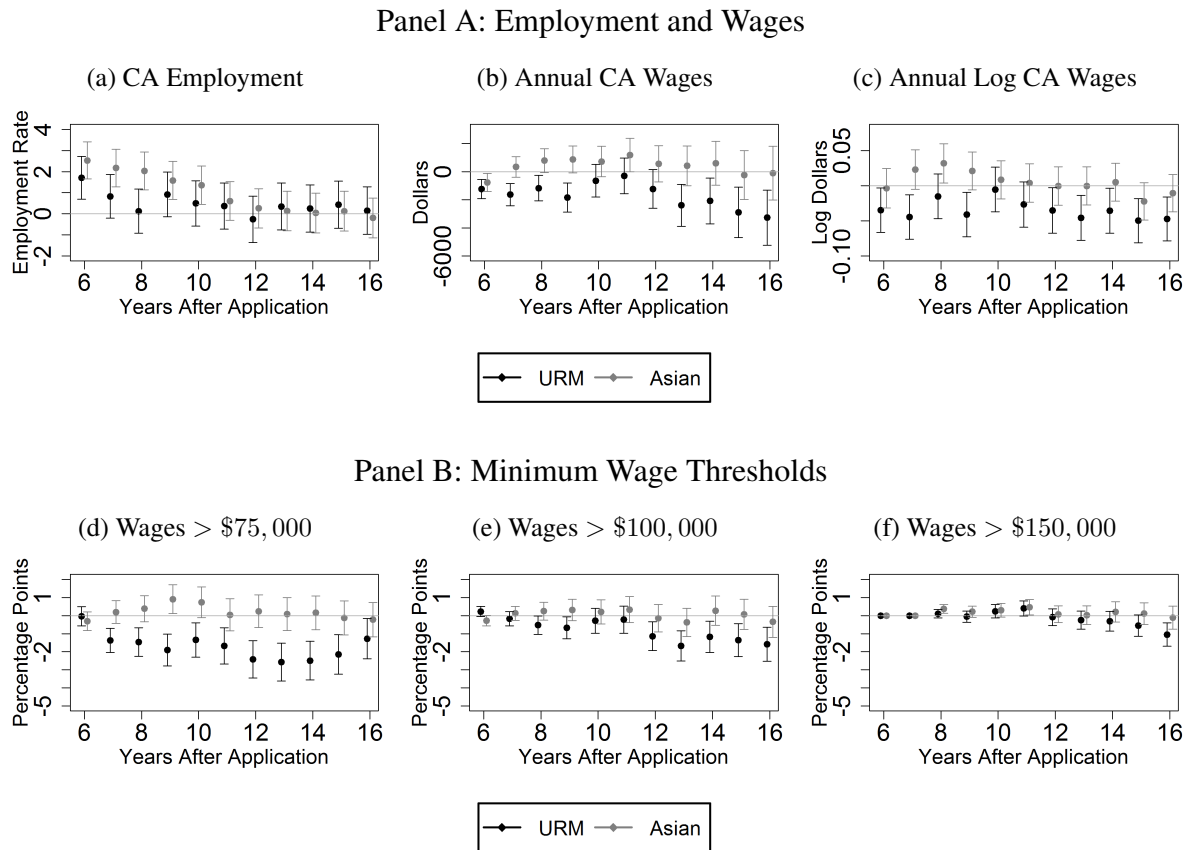 Panel A: Employment and Wages
(a) CA Employment
(b) Annual CA Wages
(c) Annual Log CA Wages
Employment Rate
4
2
0
-2
6 8 10 12 14 16
Years After Application
Dollars
0
-6000
6 8 10 12 14 16
Years After Application
Log Dollars
0.05
-0.10
6 8 10 12 14 16
Years After Application
URM Asian
Panel B: Minimum Wage Thresholds
(d) Wages > $75,000
(e) Wages > $100,000
(f) Wages > $150,000
Percentage Points
1
-2
-5
6 8 10 12 14 16
Years After Application
Percentage Points
1
-2
-5
6 8 10 12 14 16
Years After Application
Percentage Points
1
-2
-5
6 8 10 12 14 16
Years After Application
URM Asian